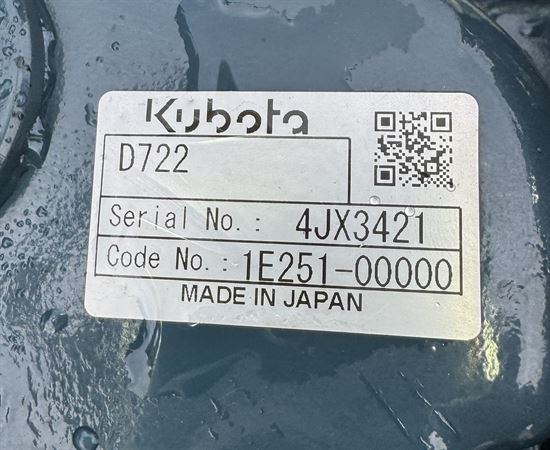 Kubota
D722
Serial No.: 4JX3421
Code No.: 1E251-00000
MADE IN JAPAN